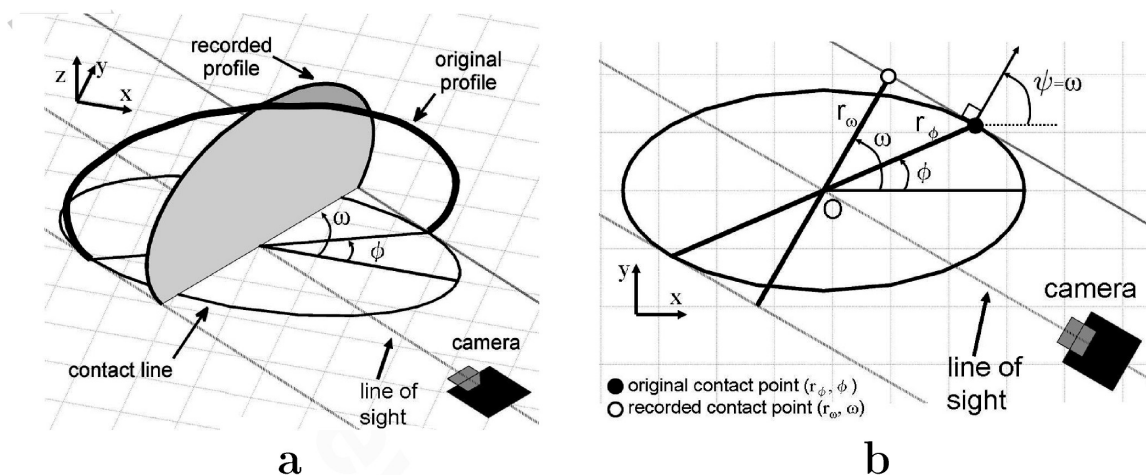 recorded
profile
original
profile
z
y
x
ω
ϕ
contact line
camera
line of
sight
a
ψ=ω
r_ω
ω
r_ϕ
ϕ
O
y
x
camera
line of
sight
original contact point (r_ϕ, ϕ)
recorded contact point (r_ω, ω)
b